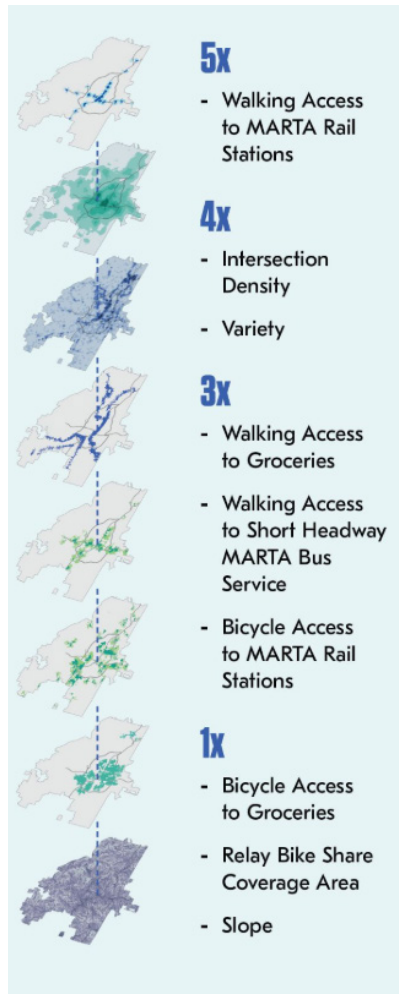 5x
- Walking Access
to MARTA Rail
Stations
4x
- Intersection
Density
- Variety
3x
- Walking Access
to Groceries
- Walking Access
to Short Headway
MARTA Bus
Service
- Bicycle Access
to MARTA Rail
Stations
1x
- Bicycle Access
to Groceries
- Relay Bike Share
Coverage Area
- Slope